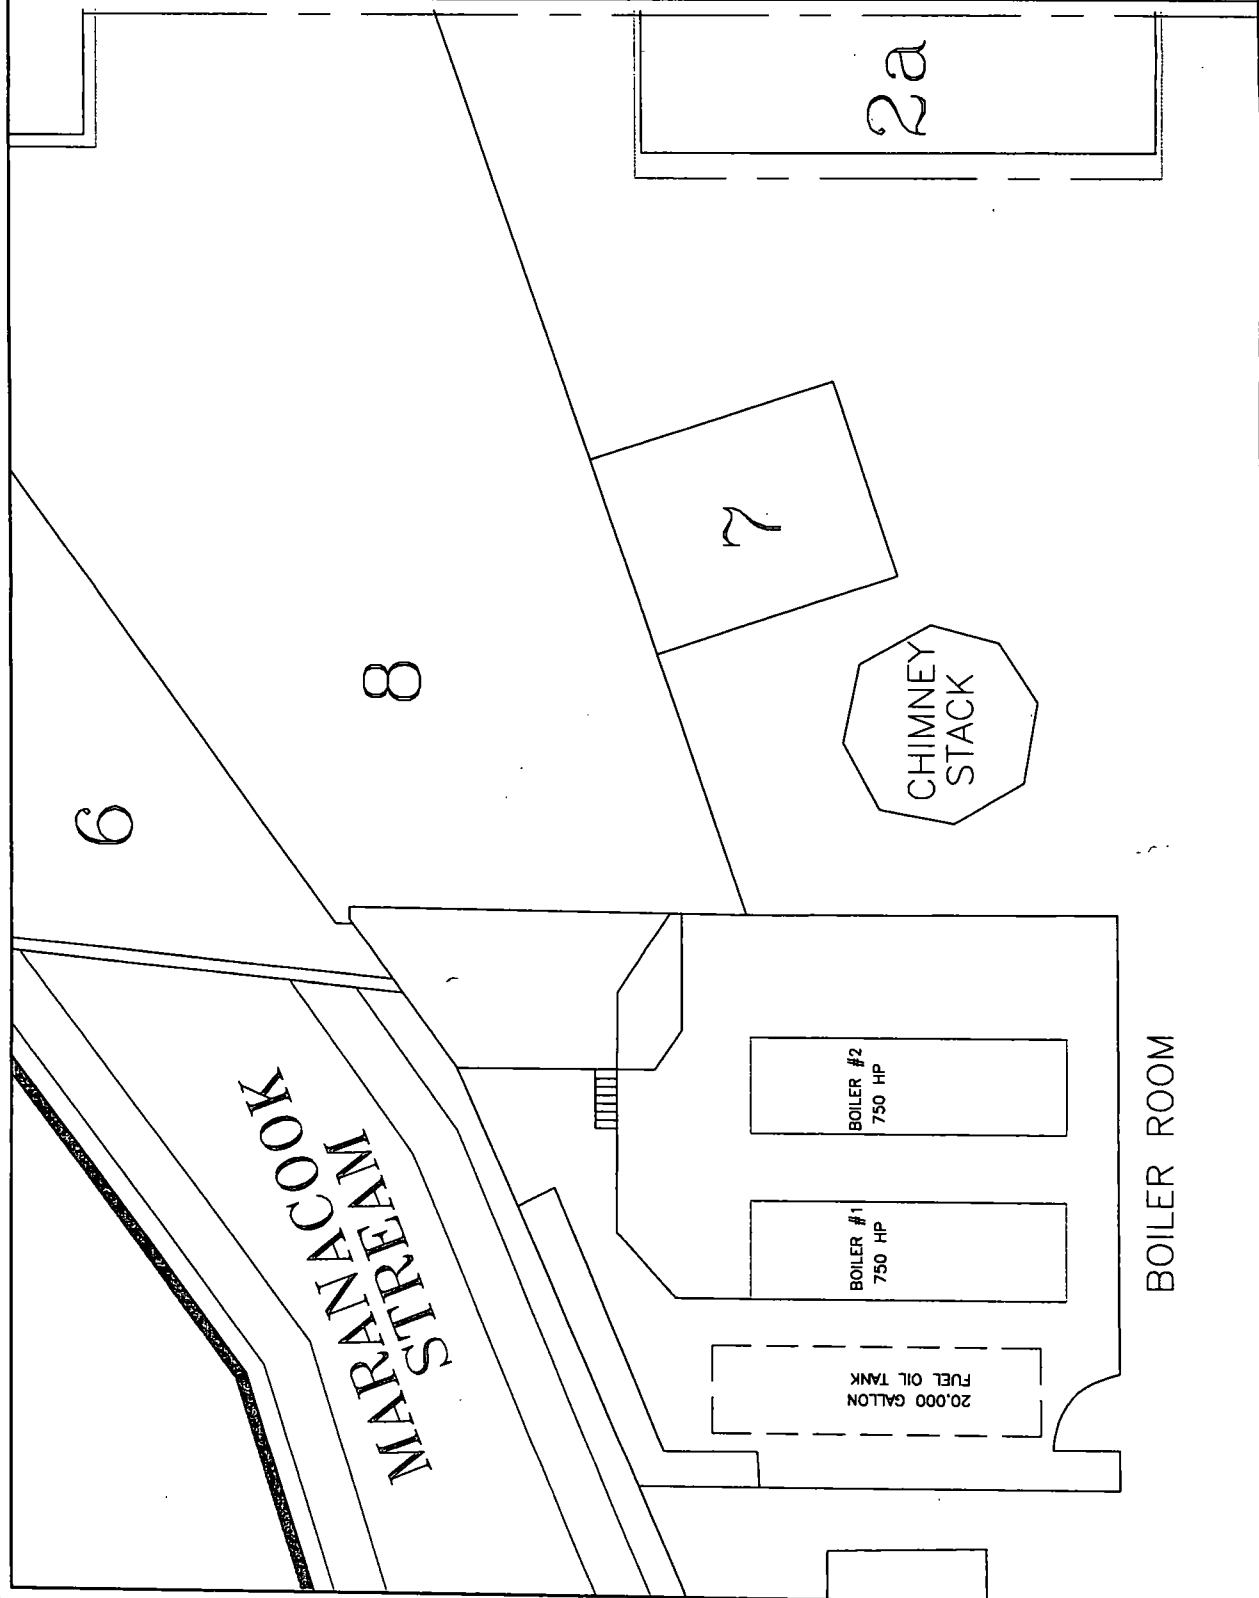 2a
7
8
6
CHIMNEY
STACK
MARANACOOK
STREAM
BOILER #2
750 HP
BOILER #1
750 HP
20,000 GALLON
FUEL OIL TANK
BOILER ROOM